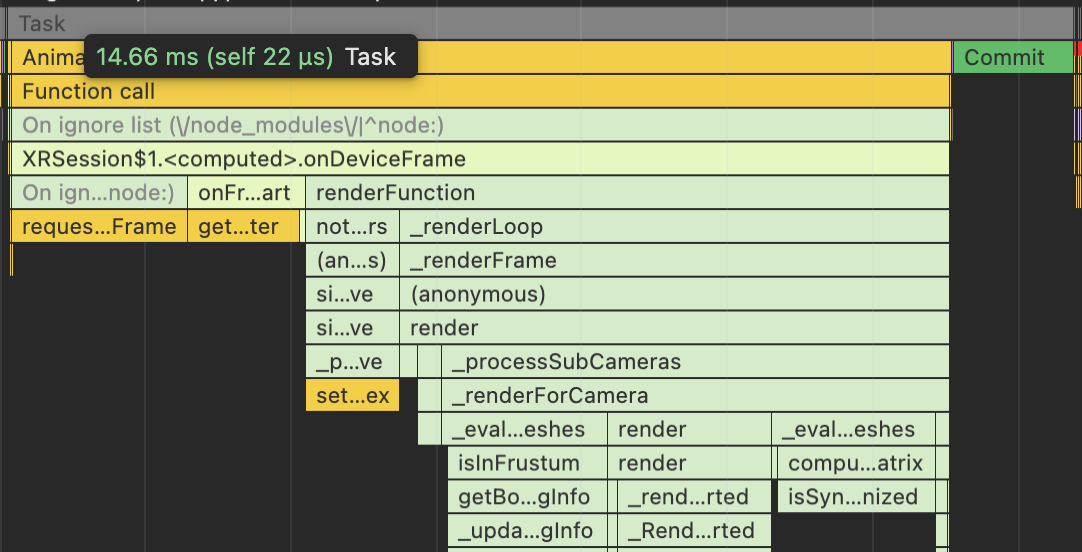 Task
Anima 14.66 ms (self 22 μs) Task Commit
Function call
On ignore list (\/node_modules\/|^node:)
XRSession$1.<computed>.onDeviceFrame
On ign...node:) onFr...art renderFunction
reques...Frame get...ter not...rs _renderLoop
(an...s) _renderFrame
si...ve (anonymous)
si...ve render
_p...ve _processSubCameras
set...ex _renderForCamera
_eval...eshes render _eval...eshes
isInFrustum render compu...atrix
getBo...gInfo _rend...rted isSyn...nized
_upda...gInfo _Rend...rted